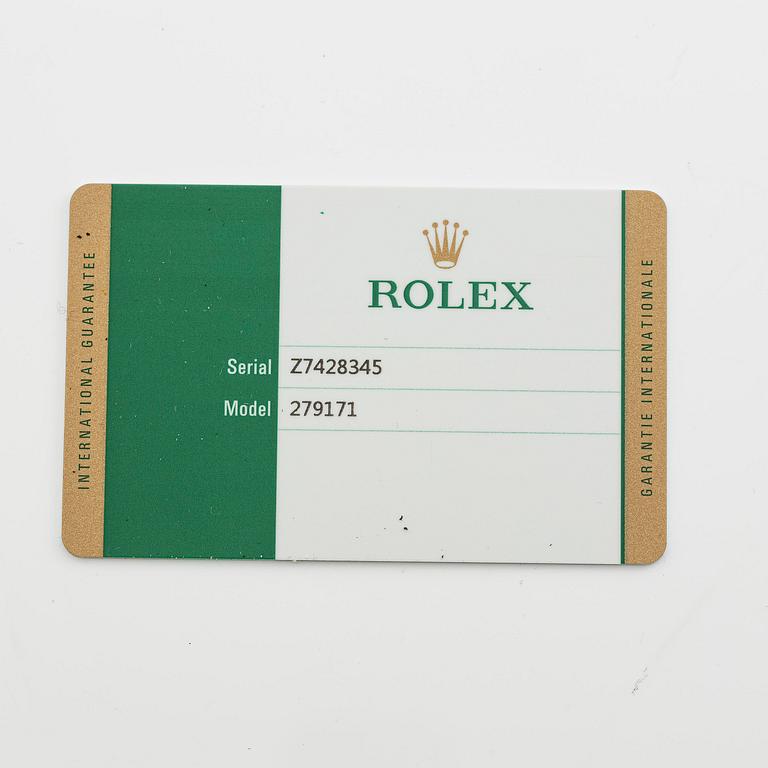 INTERNATIONAL GUARANTEE
ROLEX
Serial Z7428345
Model 279171
GARANTIE INTERNATIONALE